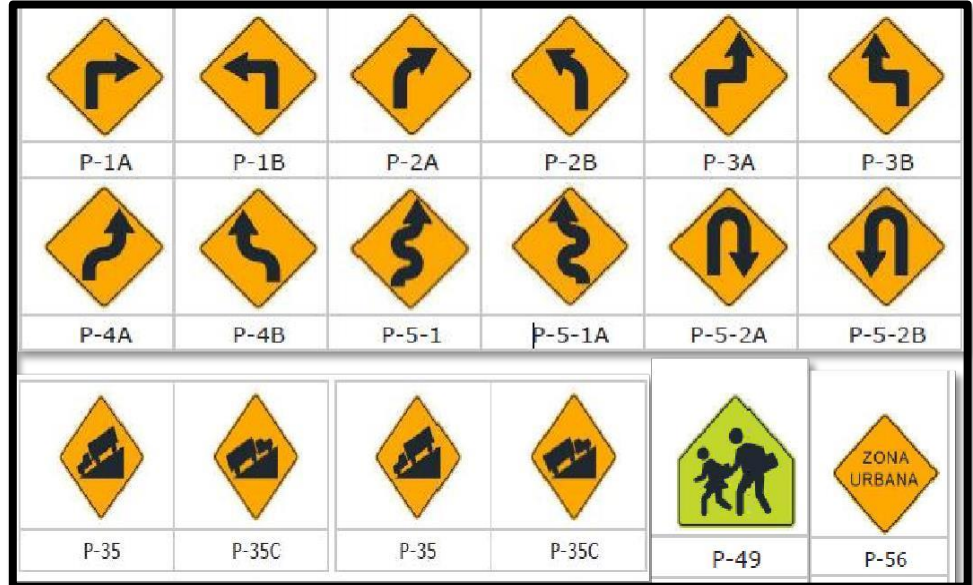 P-1A P-1B P-2A P-2B P-3A P-3B
P-4A P-4B P-5-1 P-5-1A P-5-2A P-5-2B
ZONA
URBANA
P-35 P-35C P-35 P-35C P-49 P-56